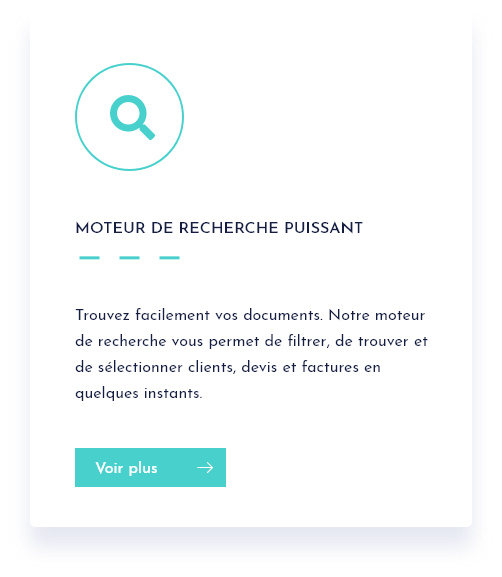 MOTEUR DE RECHERCHE PUISSANT
Trouvez facilement vos documents. Notre moteur
de recherche vous permet de filtrer, de trouver et
de sélectionner clients, devis et factures en
quelques instants.
Voir plus